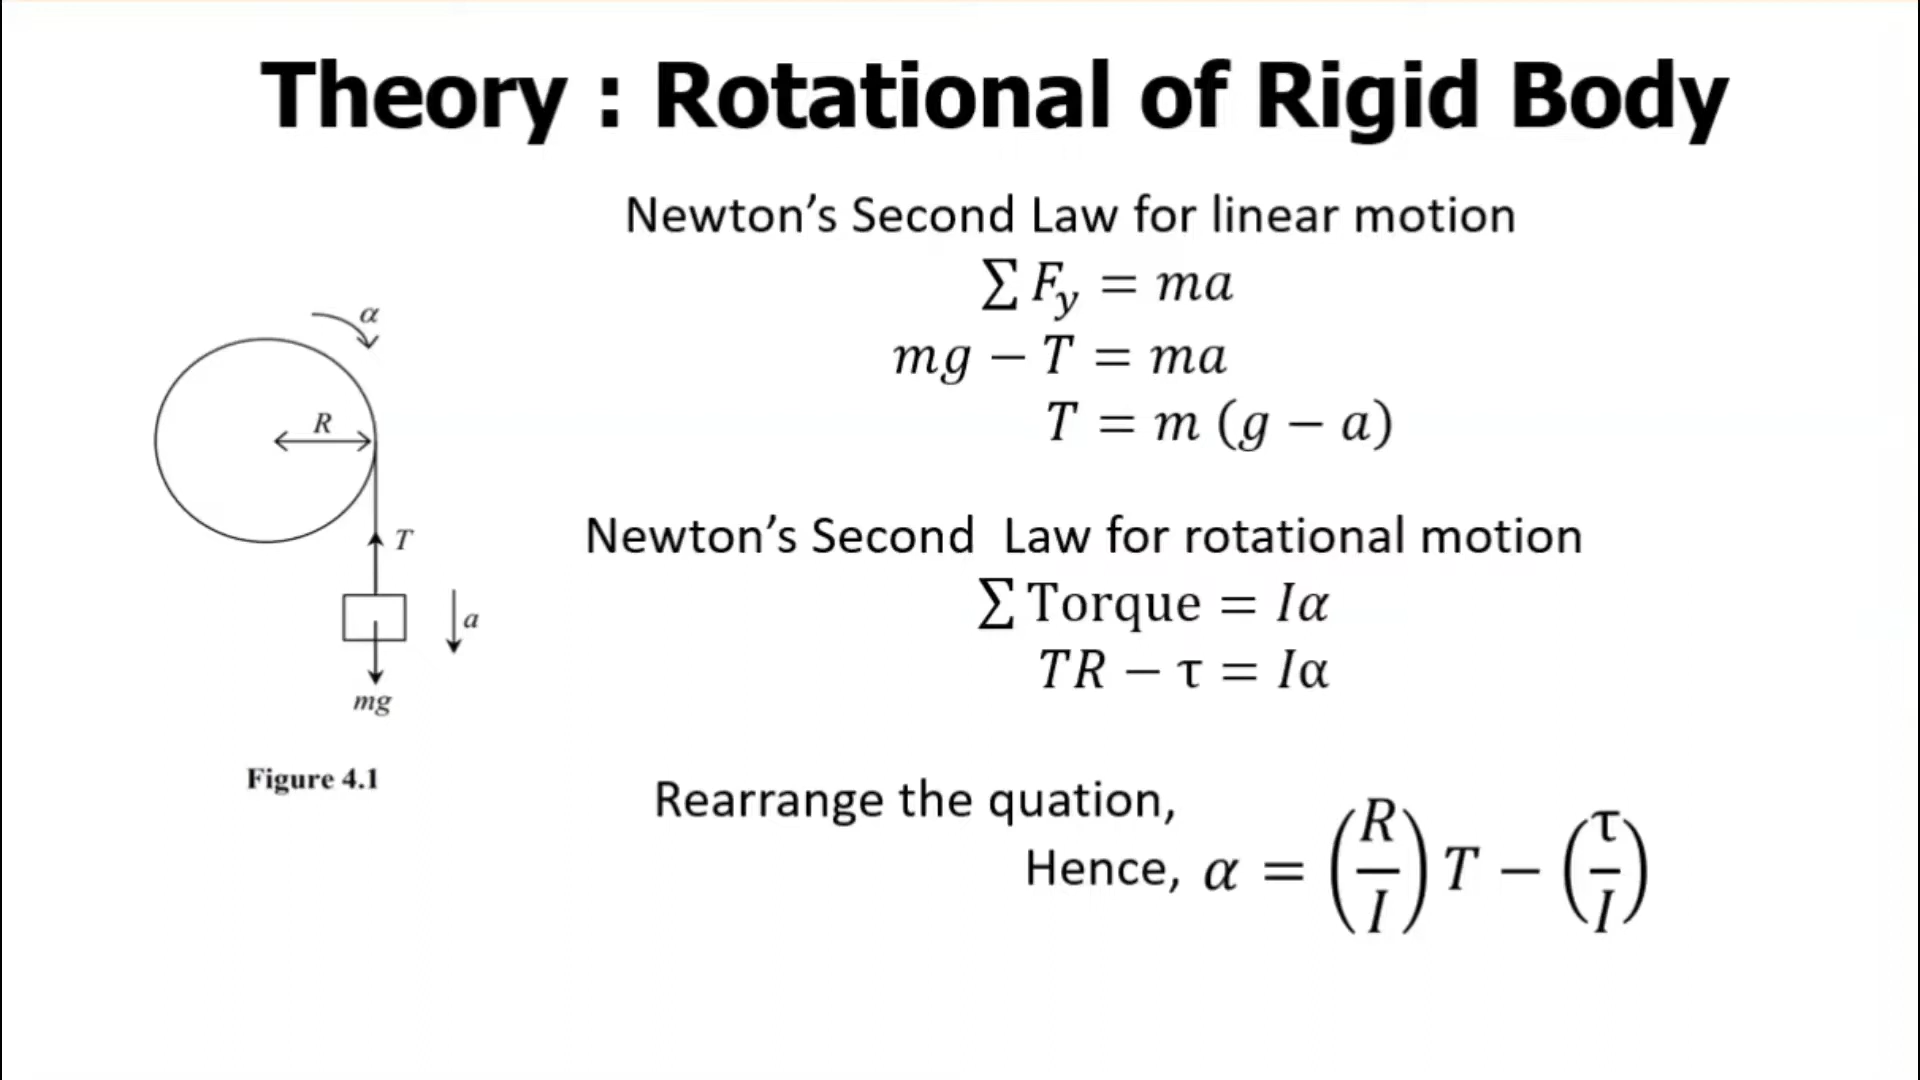 Theory : Rotational of Rigid Body
Newton’s Second Law for linear motion
∑ F_y = ma
mg − T = ma
T = m (g − a)
α
R
T
a
mg
Figure 4.1
Newton’s Second Law for rotational motion
∑ Torque = Iα
TR − τ = Iα
Rearrange the quation,
Hence, α = (R/I) T − (τ/I)